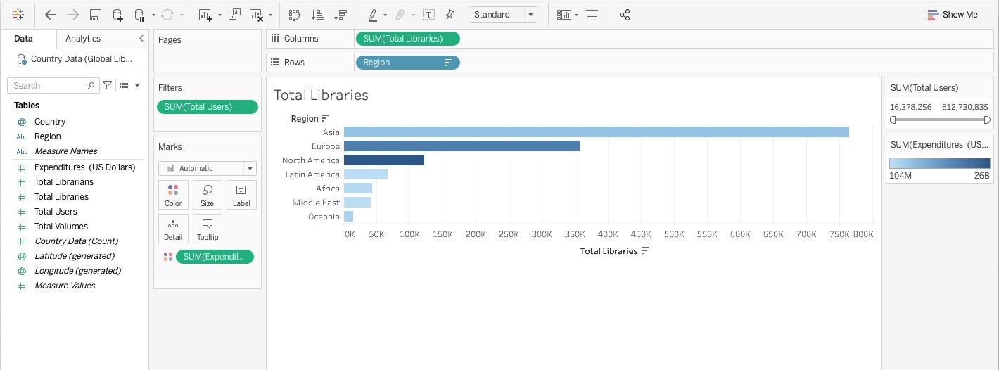 Standard
Show Me
Data
Analytics
Country Data (Global Lib...
Search
Tables
Country
Abc Region
Abc Measure Names
Expenditures (US Dollars)
Total Librarians
Total Libraries
Total Users
Total Volumes
Country Data (Count)
Latitude (generated)
Longitude (generated)
Measure Values
Pages
Filters
SUM(Total Users)
Marks
Automatic
Color
Size
T
Label
Detail
Tooltip
SUM(Expendit..
Columns
SUM(Total Libraries)
Rows
Region
Total Libraries
Region
Asia
Europe
North America
Latin America
Africa
Middle East
Oceania
0K 50K 100K 150K 200K 250K 300K 350K 400K 450K 500K 550K 600K 650K 700K 750K 800K
Total Libraries
SUM(Total Users)
16,378,256 612,730,835
SUM(Expenditures (US...
104M 26B